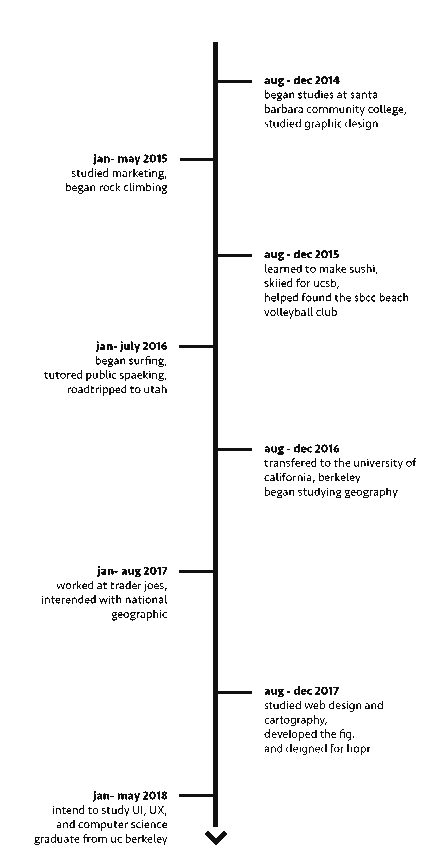 aug - dec 2014
began studies at santa
barbara community college,
studied graphic design
jan- may 2015
studied marketing,
began rock climbing
aug - dec 2015
learned to make sushi,
skiied for ucsb,
helped found the sbcc beach
volleyball club
jan- july 2016
began surfing,
tutored public spaeking,
roadtripped to utah
aug - dec 2016
transfered to the university of
california, berkeley
began studying geography
jan- aug 2017
worked at trader joes,
interended with national
geographic
aug - dec 2017
studied web design and
cartography,
developed the fig.
and deigned for hopr
jan- may 2018
intend to study UI, UX,
and computer science
graduate from uc berkeley